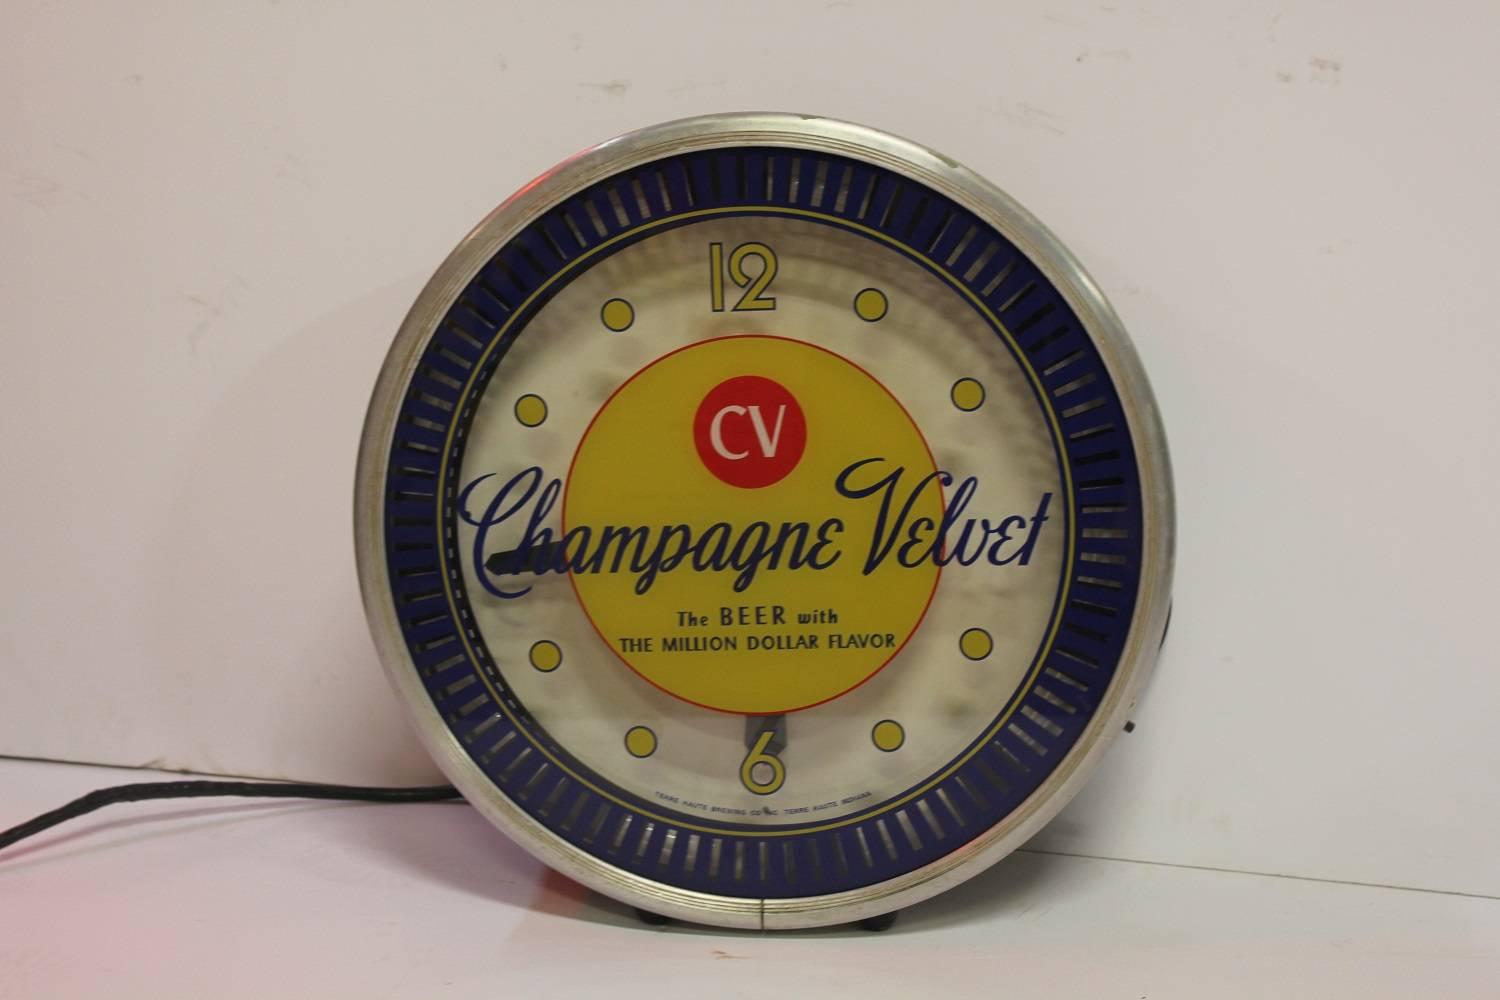 12
CV
Champagne Velvet
The BEER with
THE MILLION DOLLAR FLAVOR
6
TERRE HAUTE BREWING CO INC TERRE HAUTE INDIANA